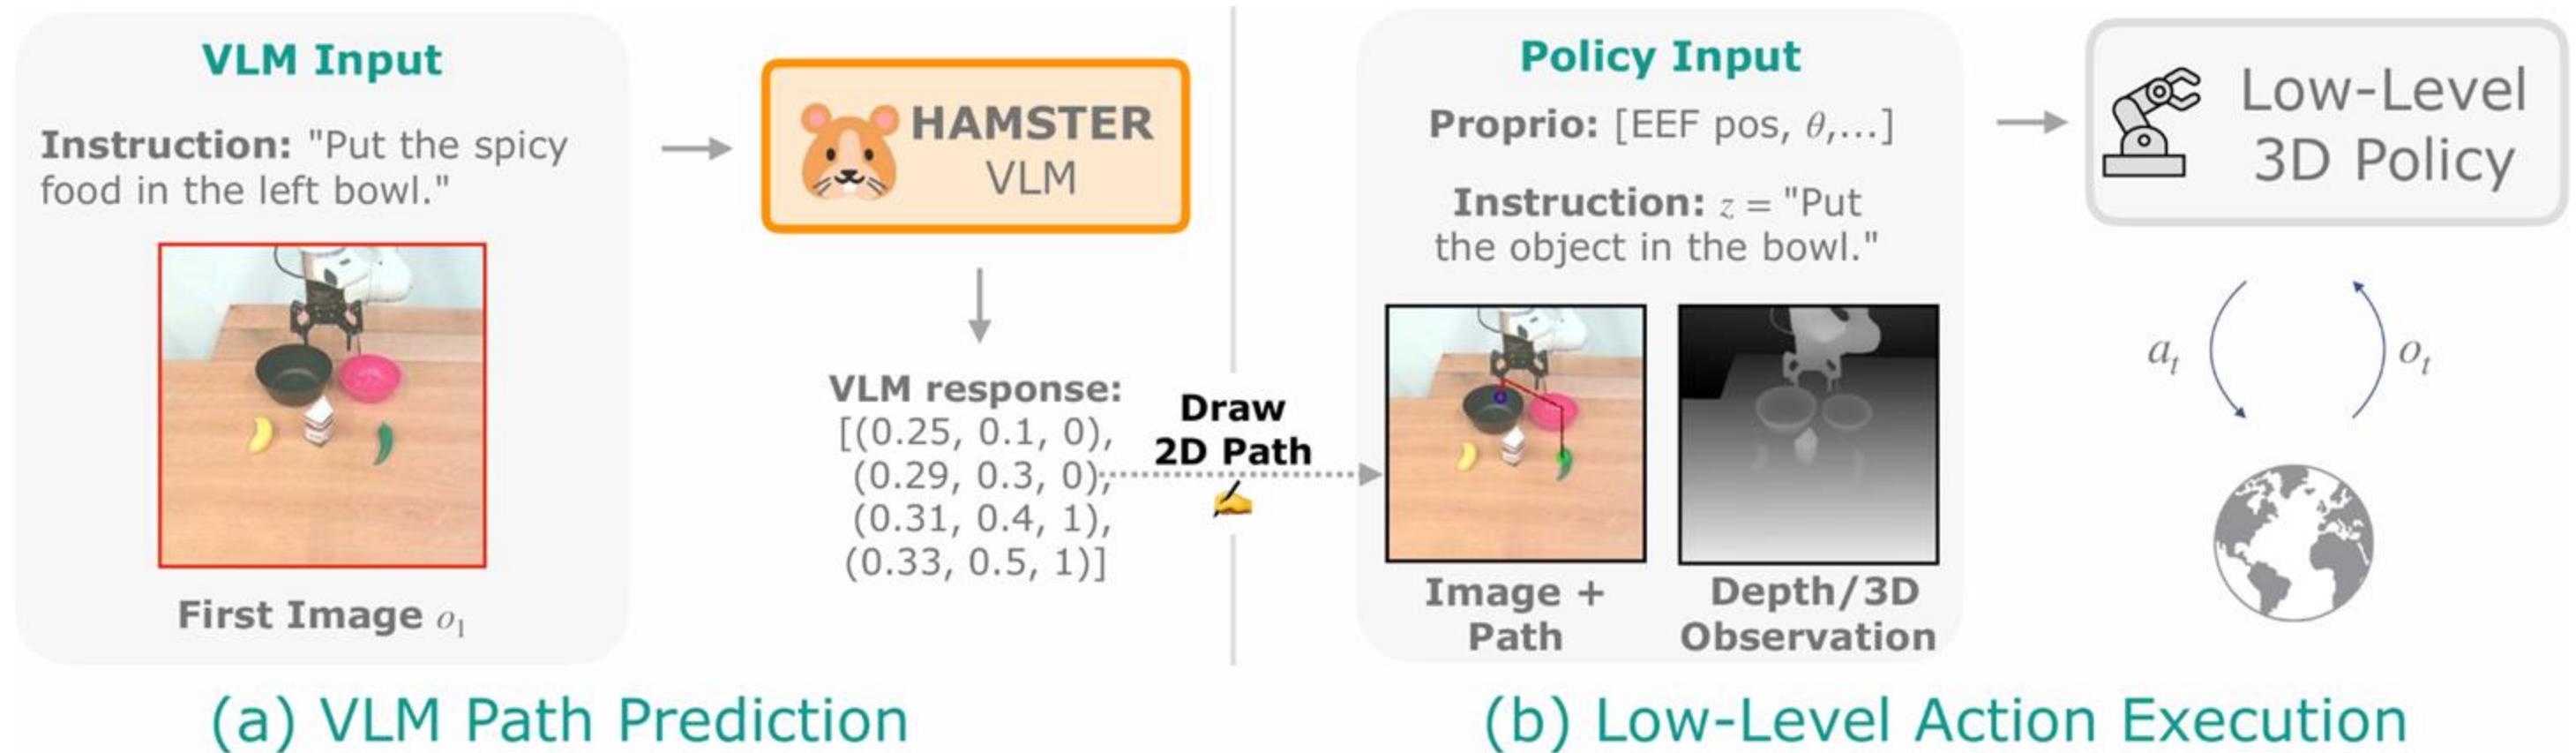 VLM Input
Instruction: "Put the spicy
food in the left bowl."
First Image o₁
HAMSTER
VLM
VLM response:
[(0.25, 0.1, 0),
(0.29, 0.3, 0),
(0.31, 0.4, 1),
(0.33, 0.5, 1)]
Draw
2D Path
(a) VLM Path Prediction
Policy Input
Proprio: [EEF pos, θ,...]
Instruction: z = "Put
the object in the bowl."
Image +
Path
Depth/3D
Observation
Low-Level
3D Policy
aₜ
oₜ
(b) Low-Level Action Execution